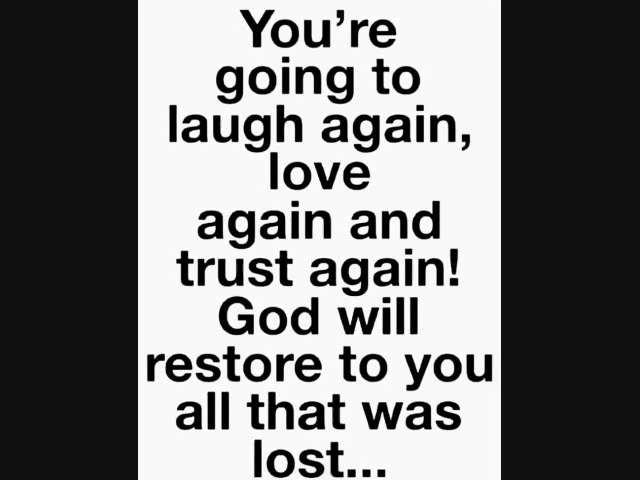 You’re
going to
laugh again,
love
again and
trust again!
God will
restore to you
all that was
lost...